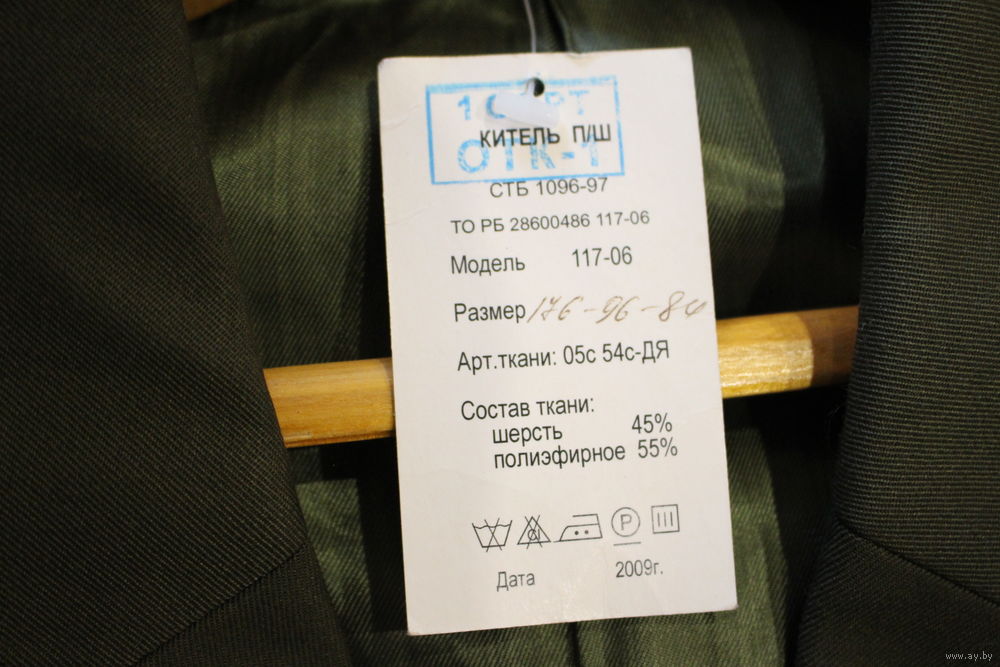 1 СОРТ
КИТЕЛЬ П/Ш
ОТК-1
СТБ 1096-97
ТО РБ 28600486 117-06
Модель 117-06
Размер 176-96-84
Арт.ткани: 05с 54с-ДЯ
Состав ткани:
шерсть 45%
полиэфирное 55%
P
Дата 2009г.
www.ay.by